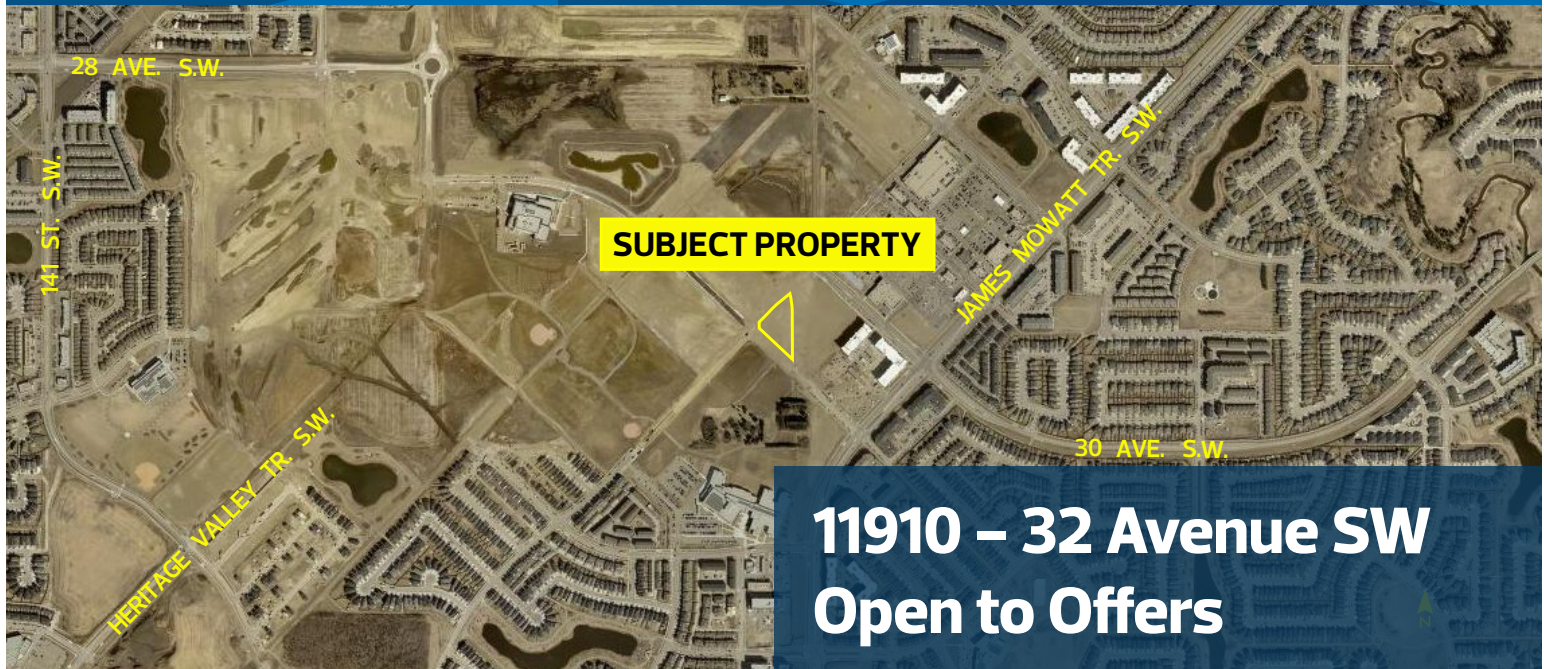 28 AVE. S.W.
141 ST. S.W.
SUBJECT PROPERTY
JAMES MOWATT TR. S.W.
HERITAGE VALLEY TR. S.W.
30 AVE. S.W.
11910 – 32 Avenue SW
Open to Offers
N